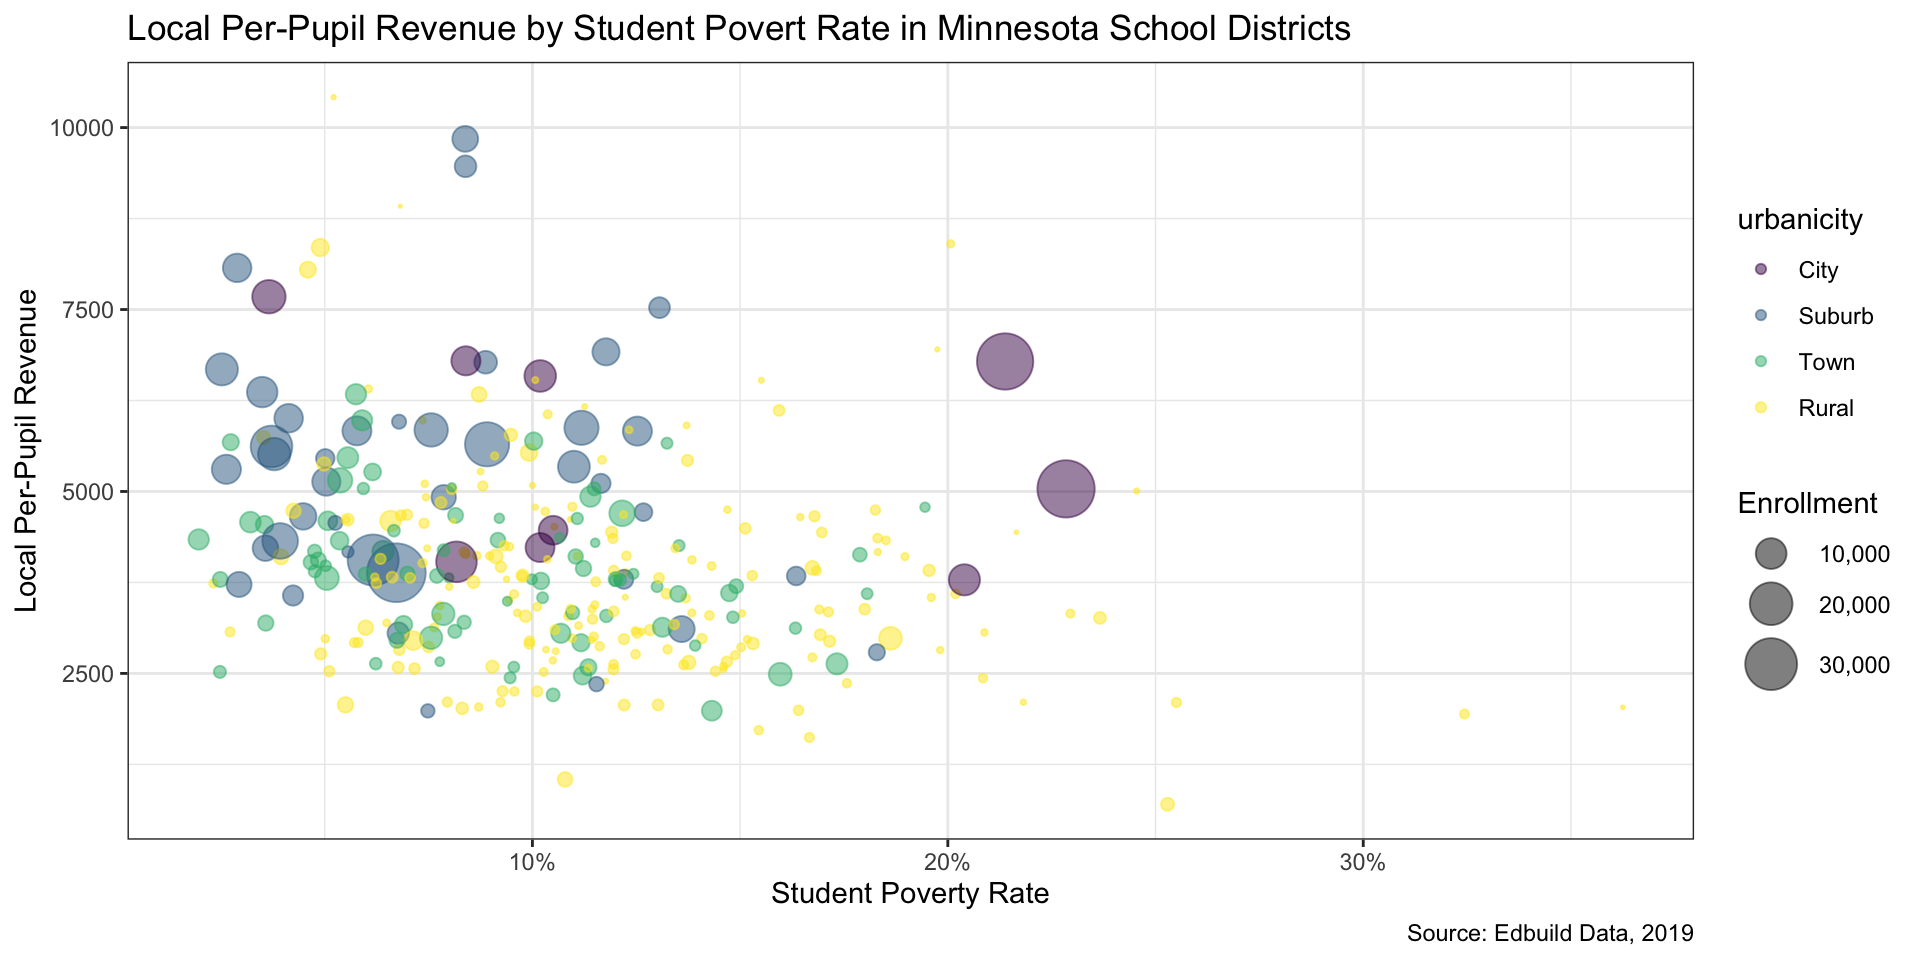 Local Per-Pupil Revenue by Student Povert Rate in Minnesota School Districts
Local Per-Pupil Revenue
10000
7500
5000
2500
10%
20%
30%
Student Poverty Rate
urbanicity
City
Suburb
Town
Rural
Enrollment
10,000
20,000
30,000
Source: Edbuild Data, 2019